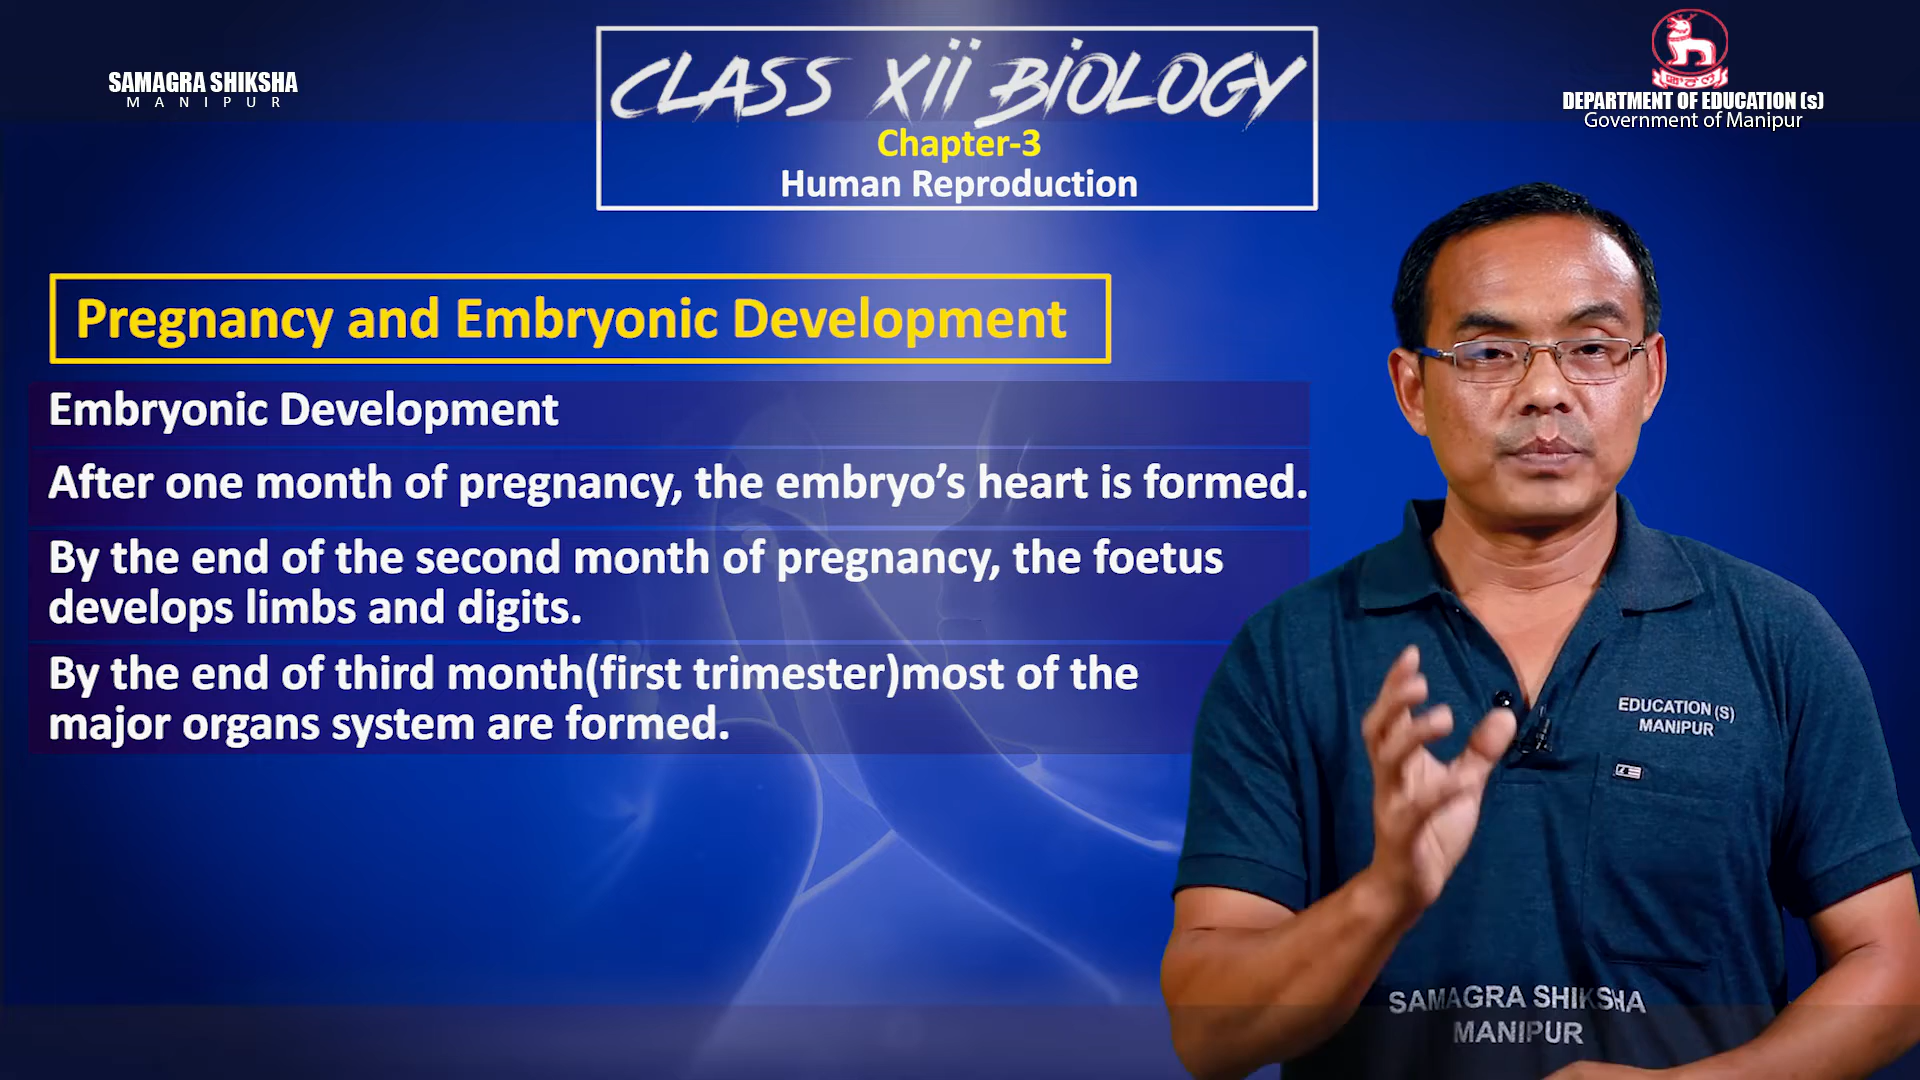 SAMAGRA SHIKSHA
MANIPUR
CLASS XII BIOLOGY
Chapter-3
Human Reproduction
DEPARTMENT OF EDUCATION (s)
Government of Manipur
Pregnancy and Embryonic Development
Embryonic Development
After one month of pregnancy, the embryo’s heart is formed.
By the end of the second month of pregnancy, the foetus
develops limbs and digits.
By the end of third month(first trimester)most of the
major organs system are formed.
EDUCATION (S)
MANIPUR
SAMAGRA SHIKSHA
MANIPUR